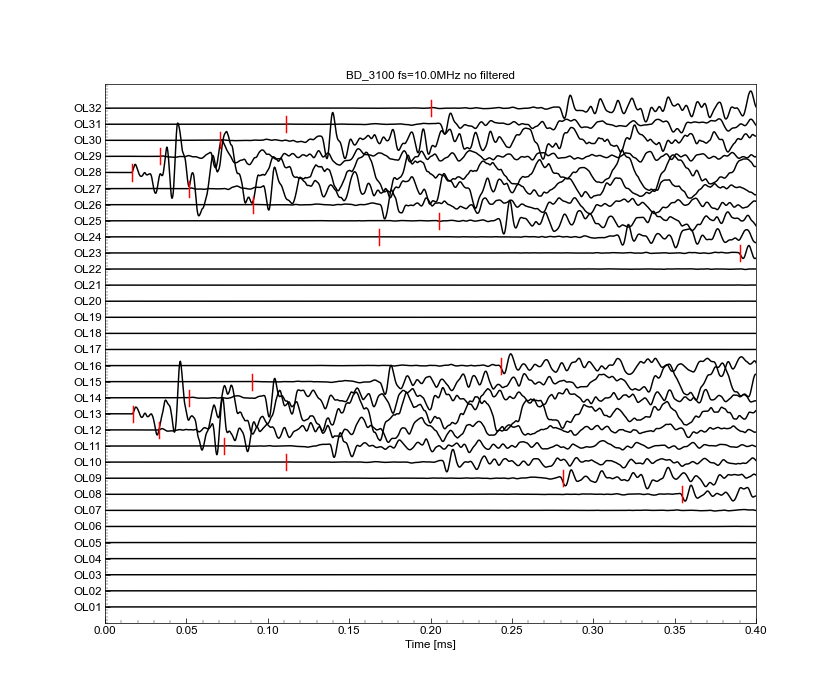 BD_3100 fs=10.0MHz no filtered
OL32
OL31
OL30
OL29
OL28
OL27
OL26
OL25
OL24
OL23
OL22
OL21
OL20
OL19
OL18
OL17
OL16
OL15
OL14
OL13
OL12
OL11
OL10
OL09
OL08
OL07
OL06
OL05
OL04
OL03
OL02
OL01
0.00 0.05 0.10 0.15 0.20 0.25 0.30 0.35 0.40
Time [ms]